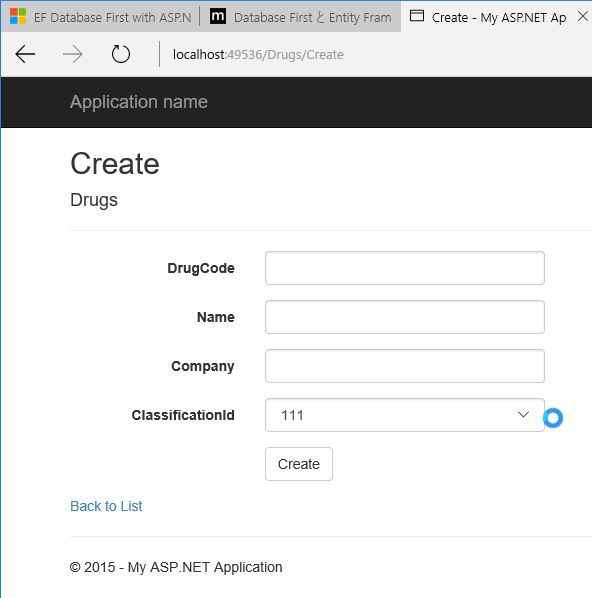 EF Database First with ASP.N
m Database First と Entity Fram
Create - My ASP.NET Ap
localhost:49536/Drugs/Create
Application name
Create
Drugs
DrugCode
Name
Company
ClassificationId 111
Create
Back to List
© 2015 - My ASP.NET Application